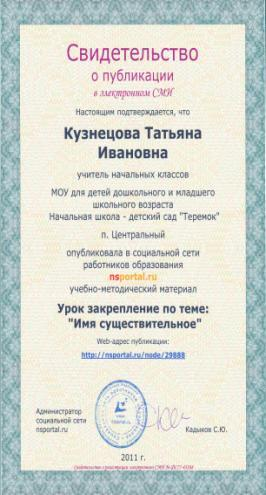 Свидетельство
о публикации
в электронном СМИ
Настоящим подтверждается, что
Кузнецова Татьяна
Ивановна
учитель начальных классов
МОУ для детей дошкольного и младшего
школьного возраста
Начальная школа - детский сад "Теремок"
п. Центральный
опубликовала в социальной сети
работников образования
nsportal.ru
учебно-методический материал
Урок закрепление по теме:
"Имя существительное"
Web-адрес публикации:
http://nsportal.ru/node/29888
Администратор
социальной сети
nsportal.ru
Кадыков С.Ю.
2011 г.